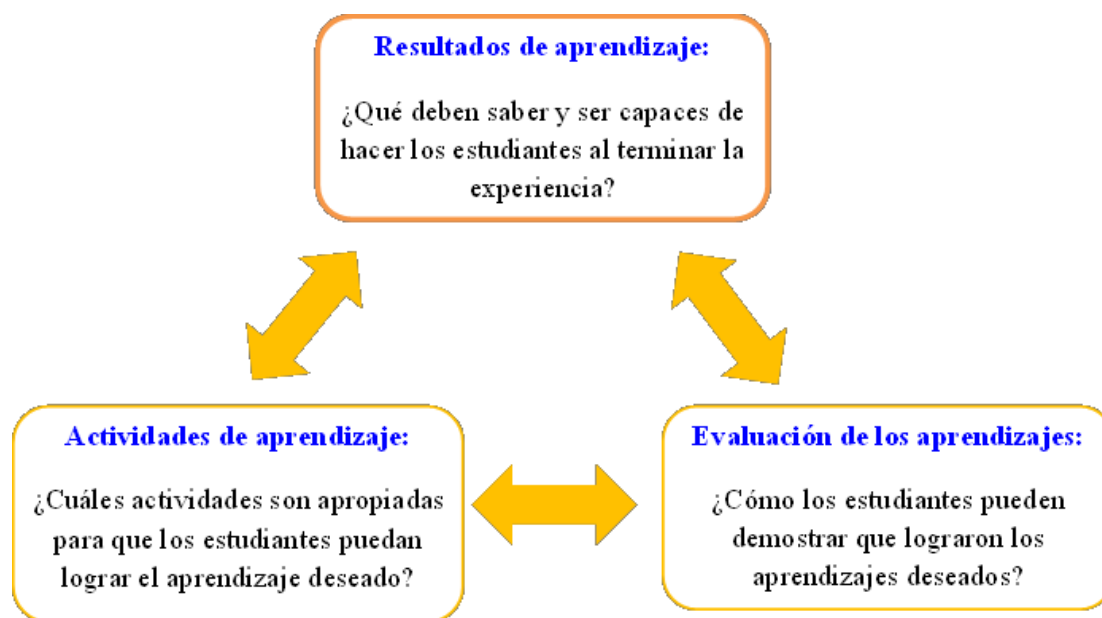 Resultados de aprendizaje:
¿Qué deben saber y ser capaces de
hacer los estudiantes al terminar la
experiencia?
Actividades de aprendizaje:
¿Cuáles actividades son apropiadas
para que los estudiantes puedan
lograr el aprendizaje deseado?
Evaluación de los aprendizajes:
¿Cómo los estudiantes pueden
demostrar que lograron los
aprendizajes deseados?